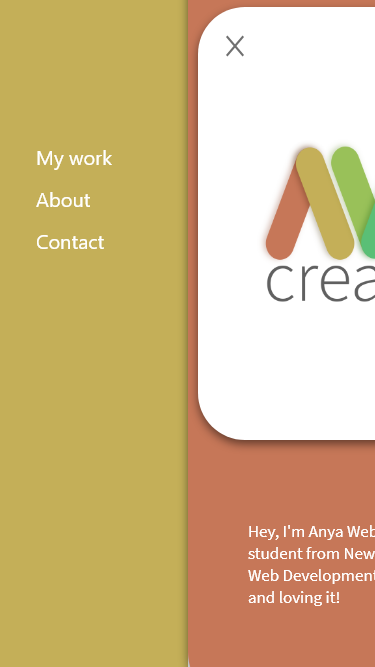 My work
About
Contact
crea
Hey, I'm Anya Web
student from New
Web Development
and loving it!